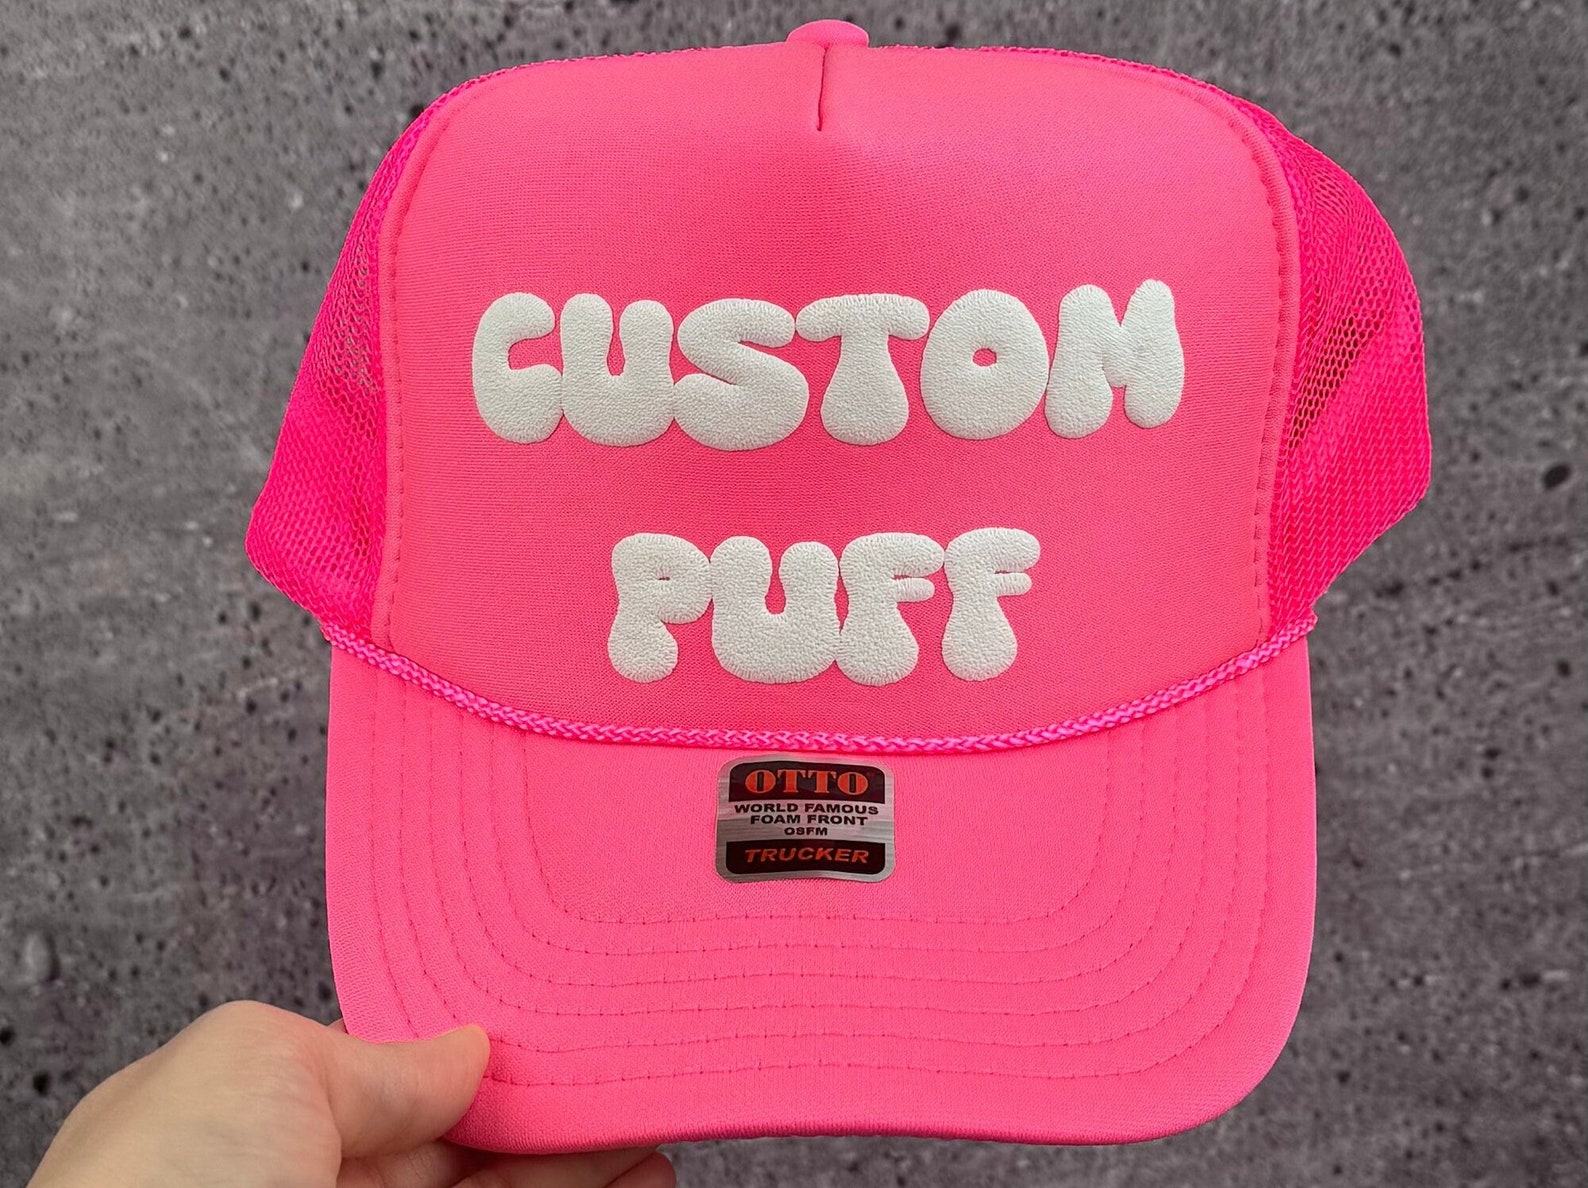 CUSTOM
PUFF
OTTO
WORLD FAMOUS
FOAM FRONT
OSFM
TRUCKER